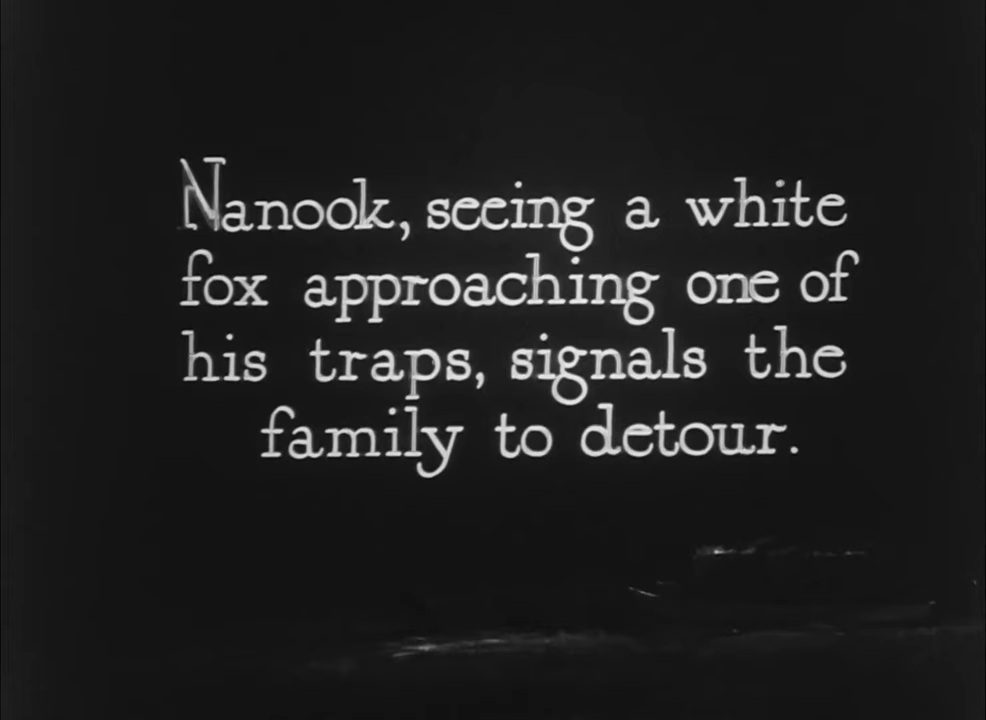 Nanook, seeing a white
fox approaching one of
his traps, signals the
family to detour.